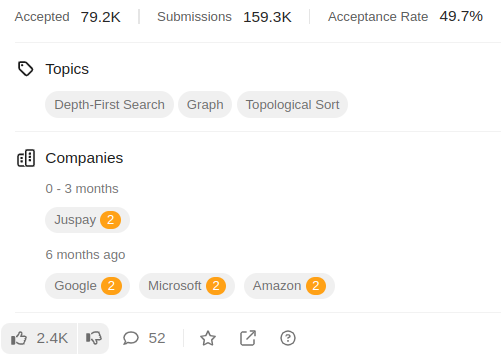 Accepted 79.2K Submissions 159.3K Acceptance Rate 49.7%
Topics
Depth-First Search Graph Topological Sort
Companies
0 - 3 months
Juspay 2
6 months ago
Google 2 Microsoft 2 Amazon 2
2.4K 52